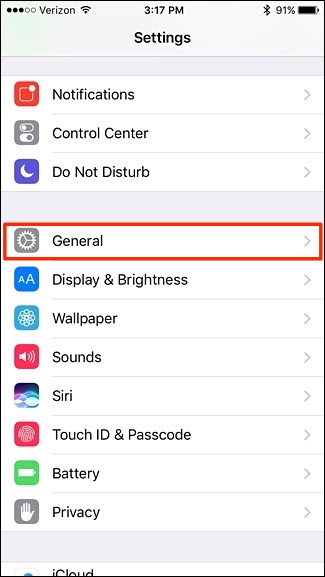 Verizon 3:17 PM 91%
Settings
Notifications
Control Center
Do Not Disturb
General
AA Display & Brightness
Wallpaper
Sounds
Siri
Touch ID & Passcode
Battery
Privacy
iCloud